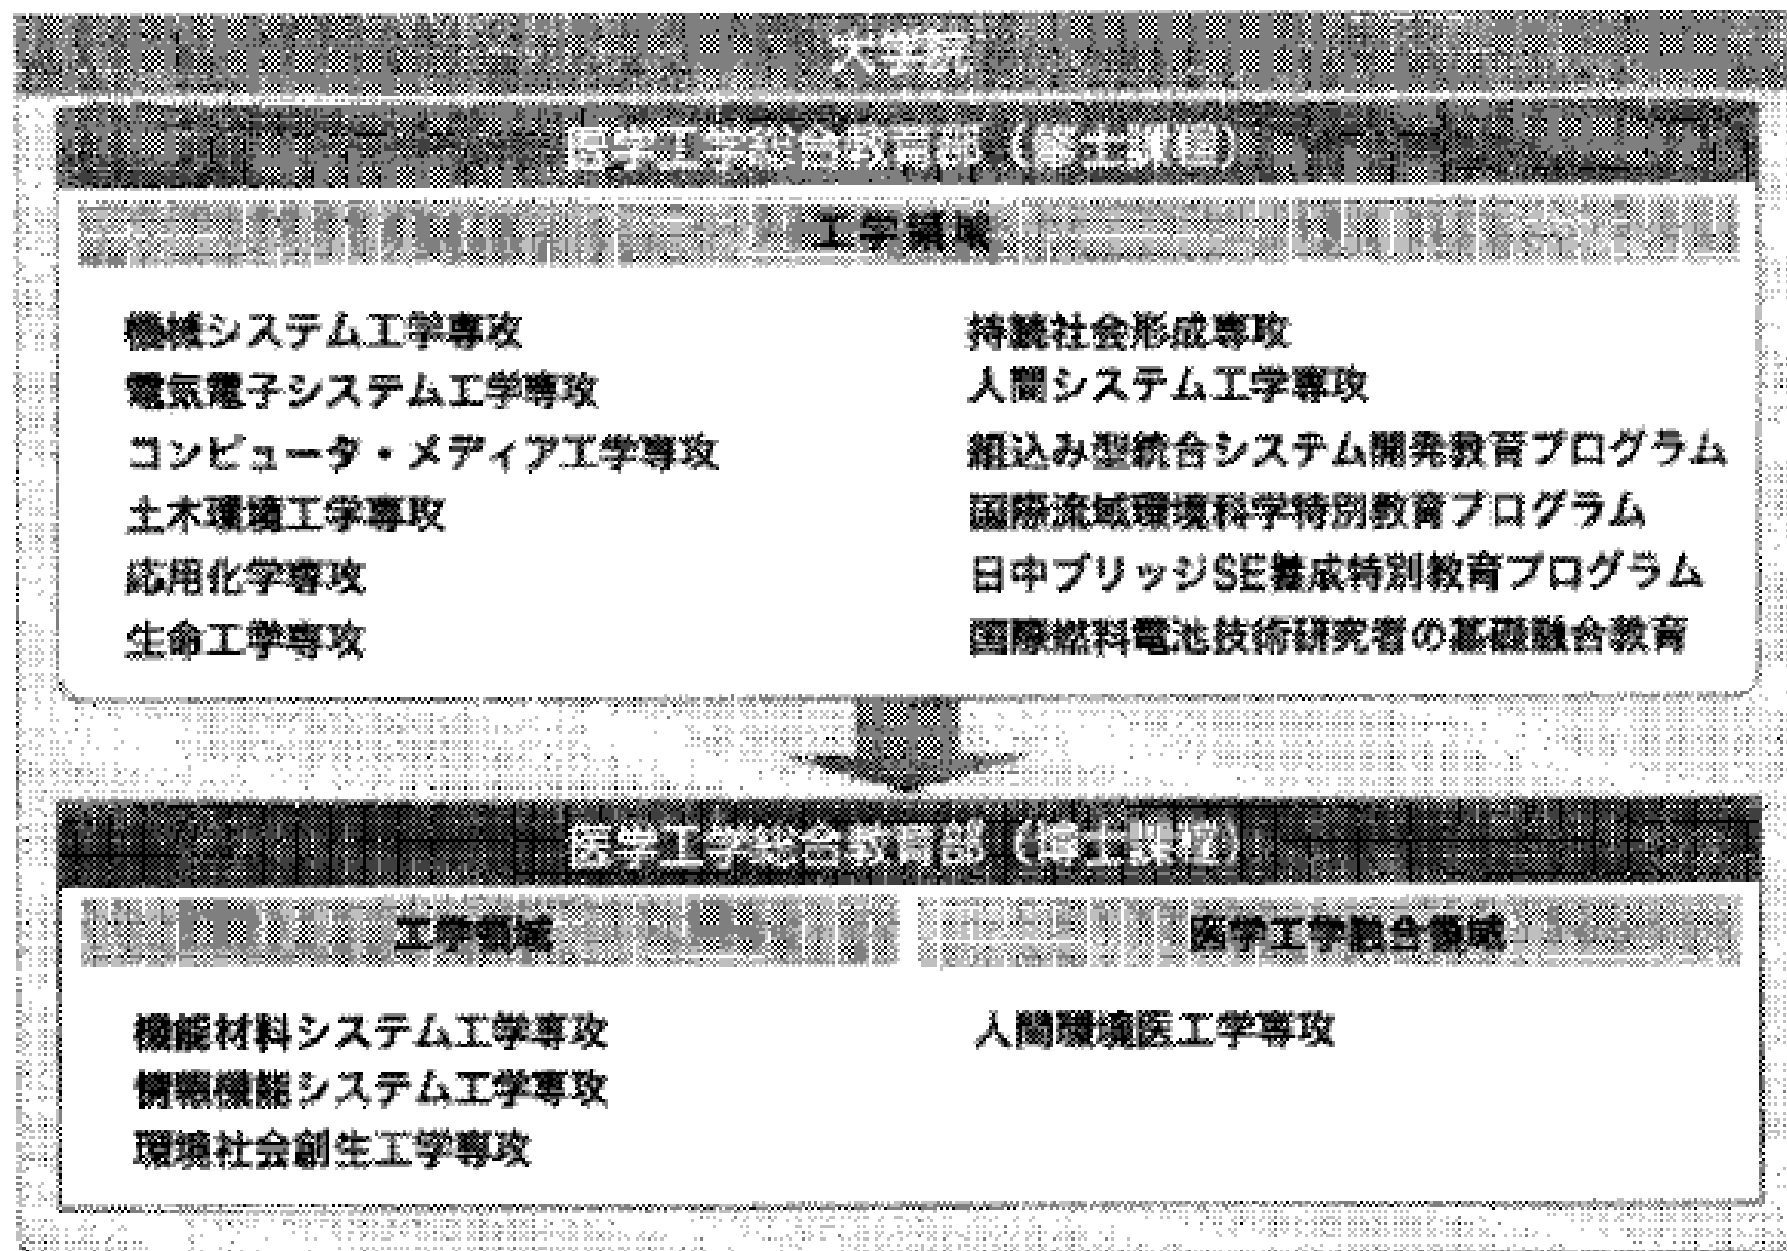 大学院
医学工学総合教育部（修士課程）
工学領域
機械システム工学専攻
電気電子システム工学専攻
コンピュータ・メディア工学専攻
土木環境工学専攻
応用化学専攻
生命工学専攻
持続社会形成専攻
人間システム工学専攻
組込み型統合システム開発教育プログラム
国際流域環境科学特別教育プログラム
日中ブリッジSE養成特別教育プログラム
国際燃料電池技術研究者の基礎融合教育
医学工学総合教育部（博士課程）
工学領域
医学工学融合領域
機能材料システム工学専攻
情報機能システム工学専攻
環境社会創生工学専攻
人間環境医工学専攻